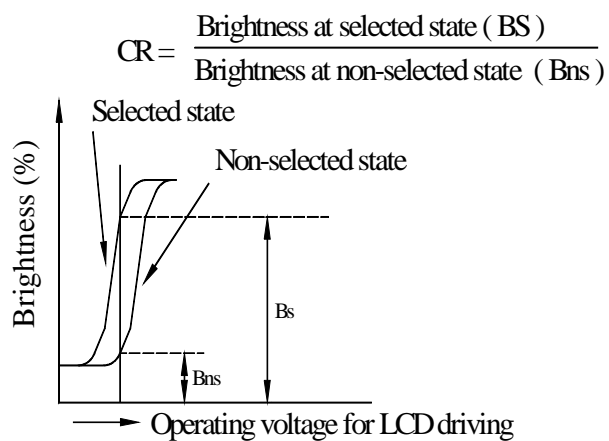 CR = Brightness at selected state ( BS )
Brightness at non-selected state ( Bns )
Selected state
Non-selected state
Brightness (%)
Bs
Bns
Operating voltage for LCD driving